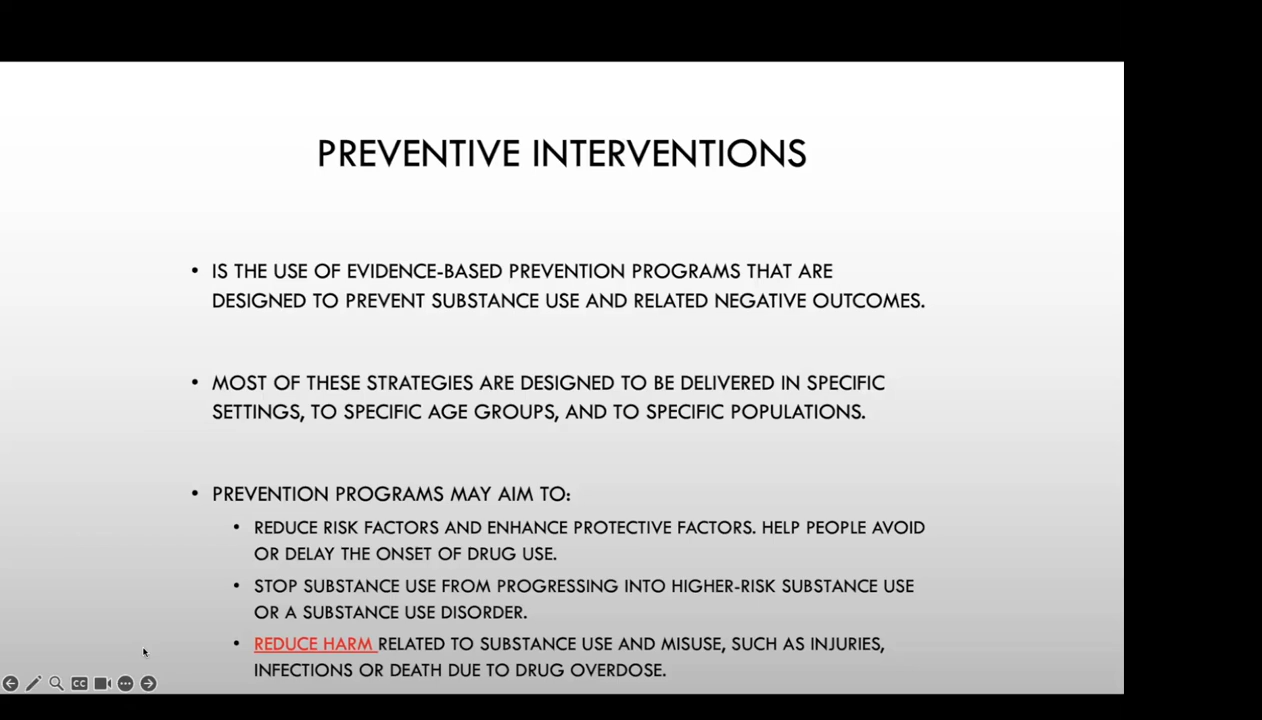 PREVENTIVE INTERVENTIONS
• IS THE USE OF EVIDENCE-BASED PREVENTION PROGRAMS THAT ARE
DESIGNED TO PREVENT SUBSTANCE USE AND RELATED NEGATIVE OUTCOMES.
• MOST OF THESE STRATEGIES ARE DESIGNED TO BE DELIVERED IN SPECIFIC
SETTINGS, TO SPECIFIC AGE GROUPS, AND TO SPECIFIC POPULATIONS.
• PREVENTION PROGRAMS MAY AIM TO:
• REDUCE RISK FACTORS AND ENHANCE PROTECTIVE FACTORS. HELP PEOPLE AVOID
OR DELAY THE ONSET OF DRUG USE.
• STOP SUBSTANCE USE FROM PROGRESSING INTO HIGHER-RISK SUBSTANCE USE
OR A SUBSTANCE USE DISORDER.
• REDUCE HARM RELATED TO SUBSTANCE USE AND MISUSE, SUCH AS INJURIES,
INFECTIONS OR DEATH DUE TO DRUG OVERDOSE.
CC